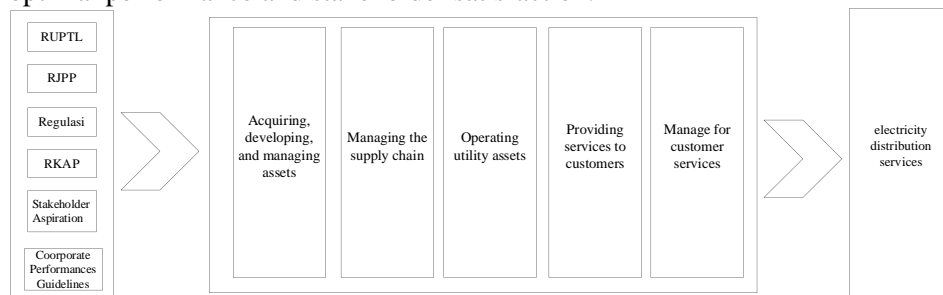 RUPTL
RJPP
Regulasi
RKAP
Stakeholder
Aspiration
Coorporate
Performances
Guidelines
Acquiring,
developing,
and managing
assets
Managing the
supply chain
Operating
utility assets
Providing
services to
customers
Manage for
customer
services
electricity
distribution
services